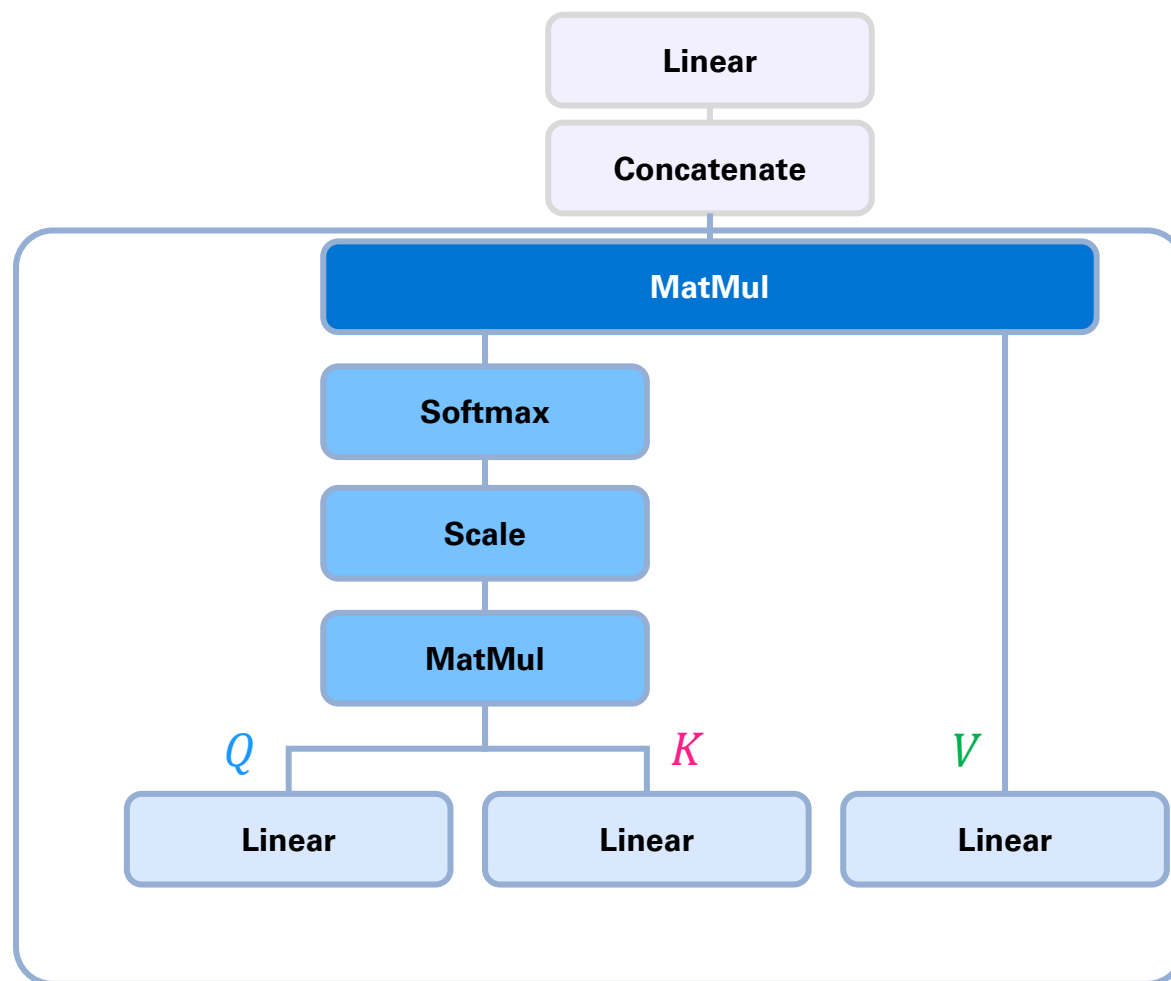 Linear
Concatenate
MatMul
Softmax
Scale
MatMul
Q K V
Linear Linear Linear